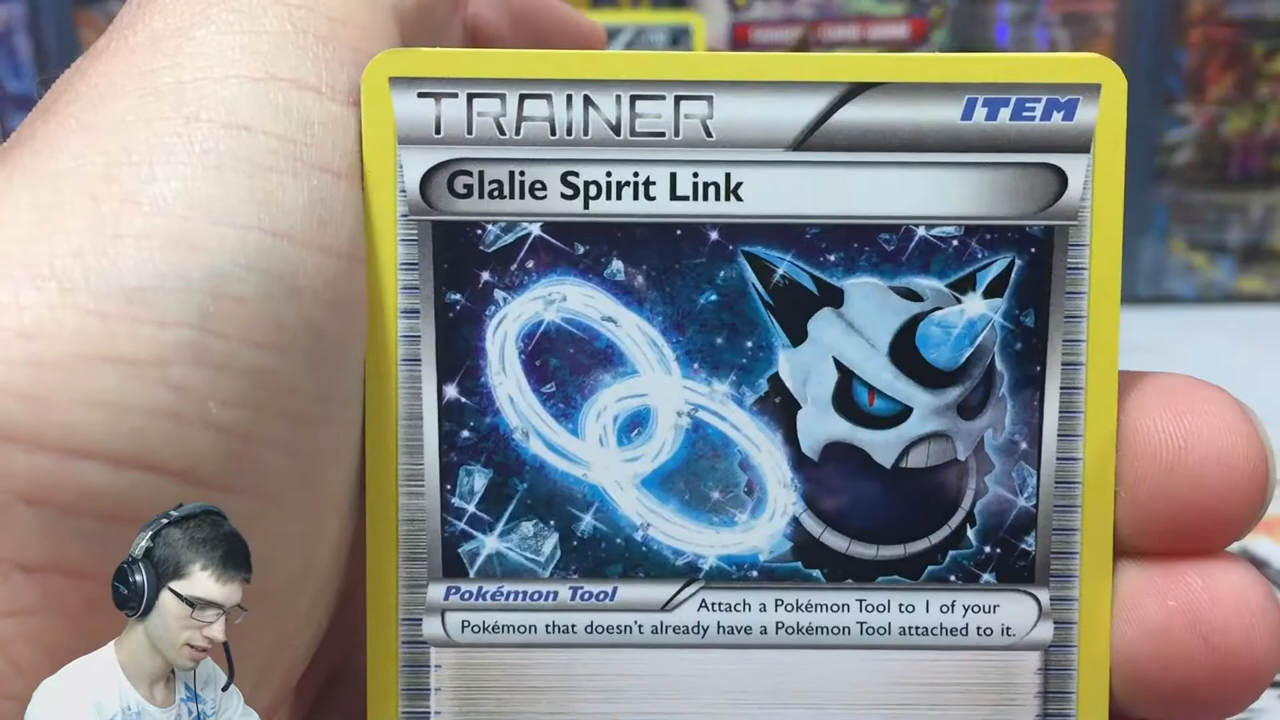 TRAINER
ITEM
Glalie Spirit Link
Pokémon Tool
Attach a Pokémon Tool to 1 of your
Pokémon that doesn't already have a Pokémon Tool attached to it.